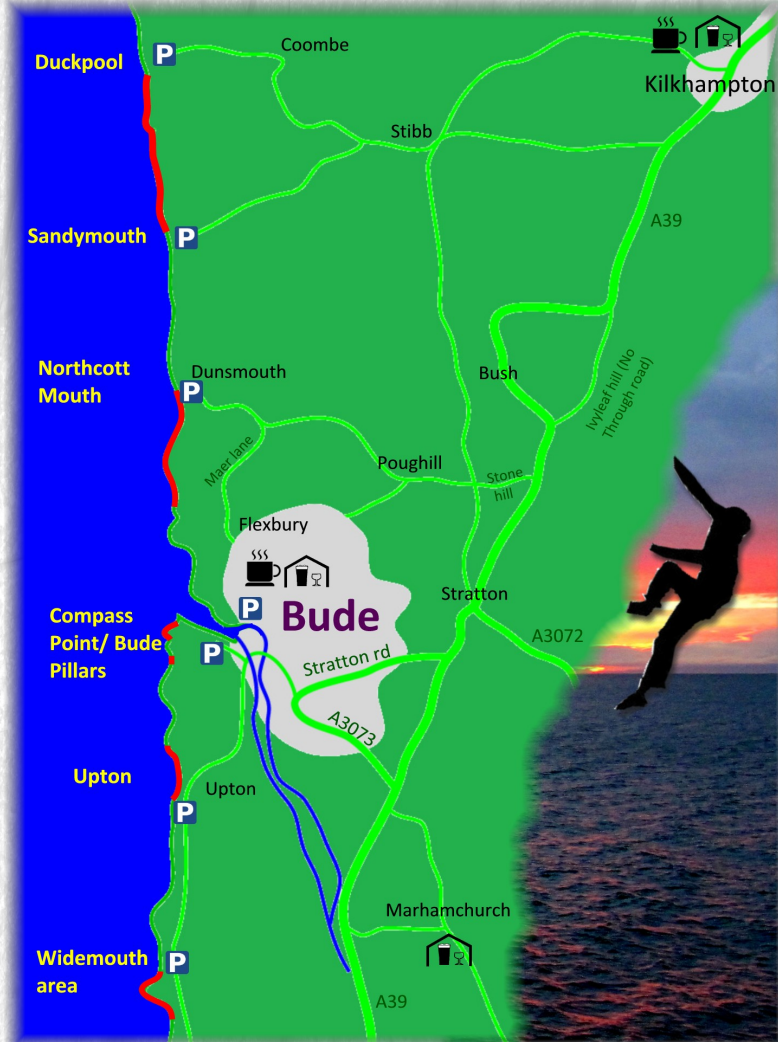 Duckpool
P
Coombe
Kilkhampton
Stibb
Sandymouth
P
A39
Northcott
Mouth
Dunsmouth
P
Bush
Ivyleaf hill (No
Through road)
Maer lane
Poughill
Stone
hill
Flexbury
Bude
P
Stratton
Compass
Point/ Bude
Pillars
P
Stratton rd
A3072
A3073
Upton
Upton
P
Marhamchurch
Widemouth
area
P
A39